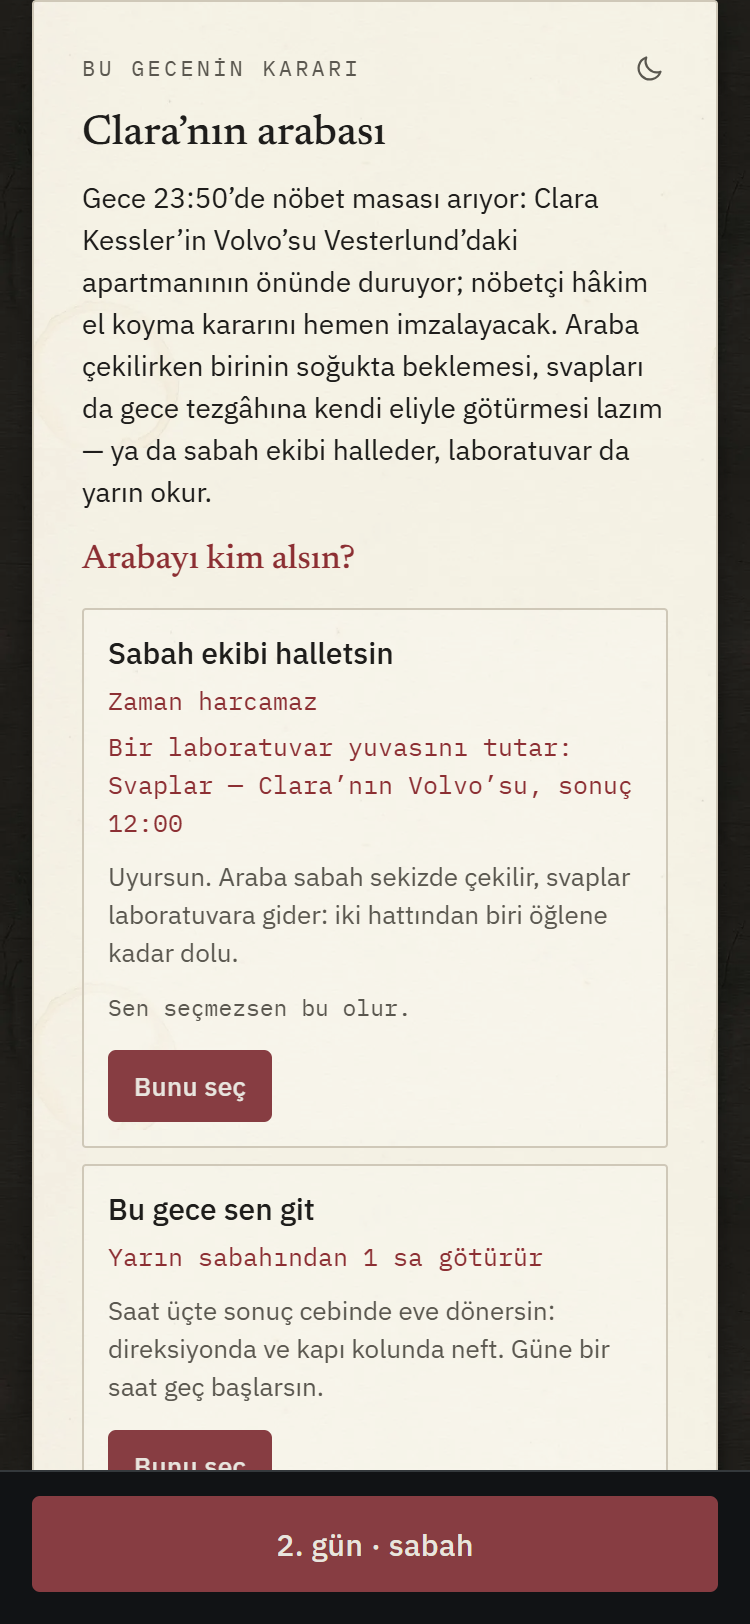 BU GECENİN KARARI
Clara’nın arabası
Gece 23:50’de nöbet masası arıyor: Clara
Kessler’in Volvo’su Vesterlund’daki
apartmanının önünde duruyor; nöbetçi hâkim
el koyma kararını hemen imzalayacak. Araba
çekilirken birinin soğukta beklemesi, svapları
da gece tezgâhına kendi eliyle götürmesi lazım
— ya da sabah ekibi halleder, laboratuvar da
yarın okur.
Arabayı kim alsın?
Sabah ekibi halletsin
Zaman harcamaz
Bir laboratuvar yuvasını tutar:
Svaplar — Clara’nın Volvo’su, sonuç
12:00
Uyursun. Araba sabah sekizde çekilir, svaplar
laboratuvara gider: iki hattından biri öğlene
kadar dolu.
Sen seçmezsen bu olur.
Bunu seç
Bu gece sen git
Yarın sabahından 1 sa götürür
Saat üçte sonuç cebinde eve dönersin:
direksiyonda ve kapı kolunda neft. Güne bir
saat geç başlarsın.
Bunu seç
2. gün · sabah